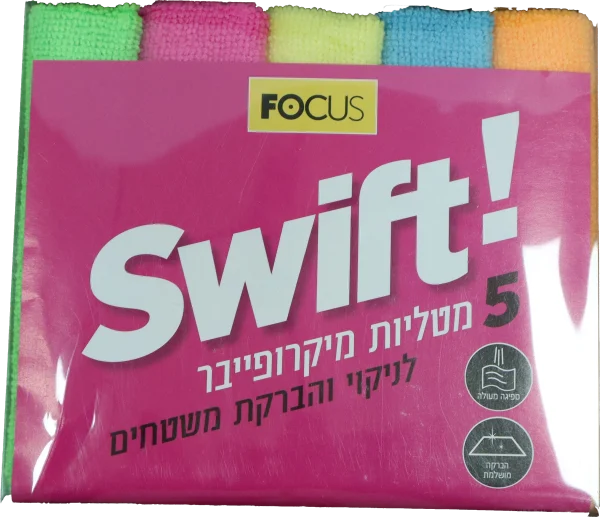 FOCUS
Swift!
5 מטליות מיקרופייבר
לניקוי והברקת משטחים
ספיגה מעולה
הברקה
מושלמת